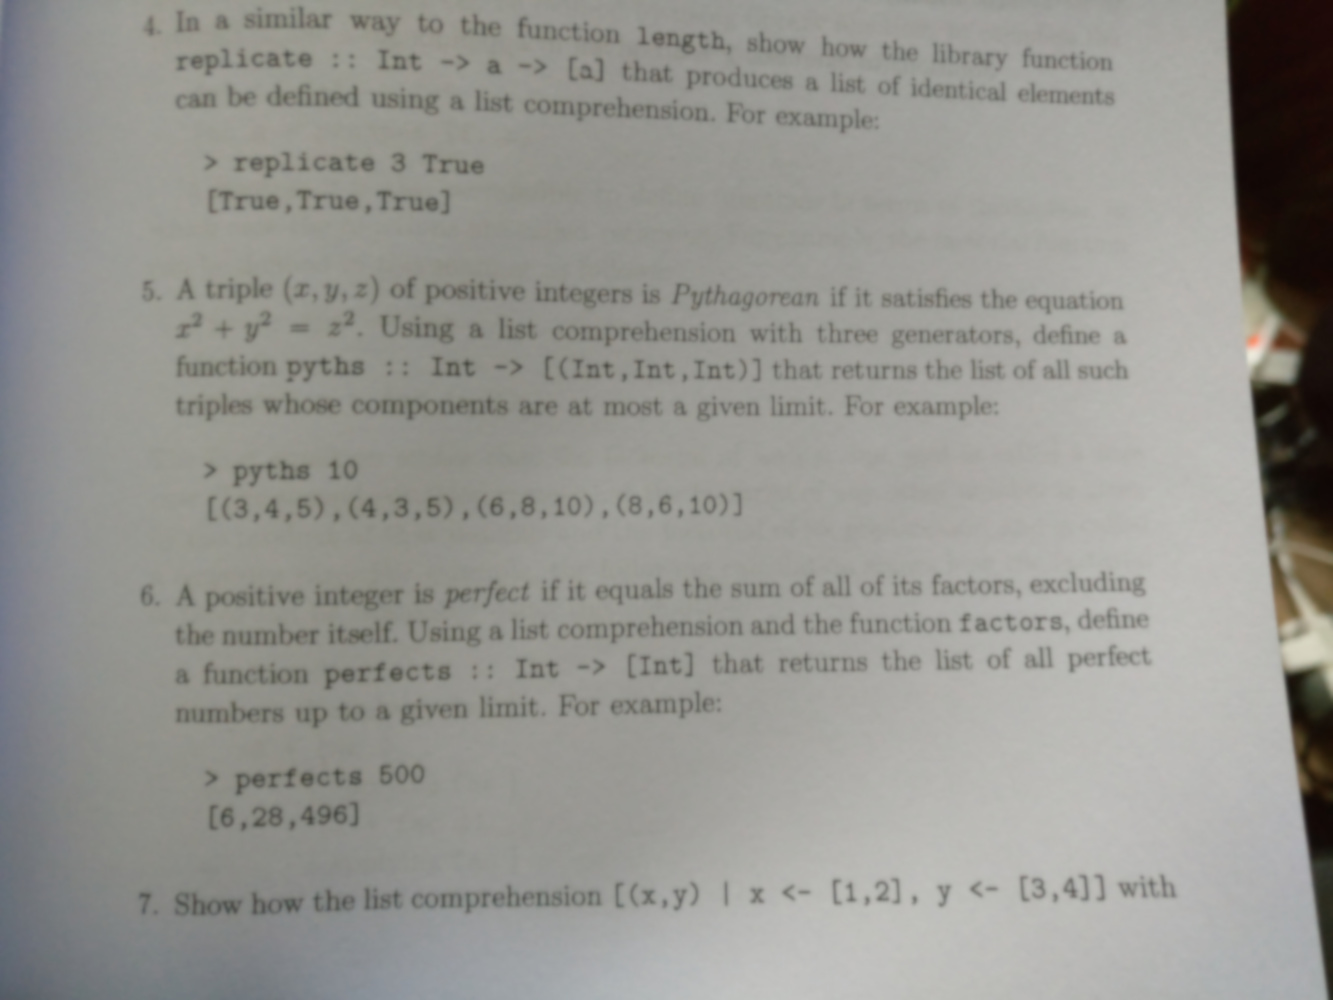 4. In a similar way to the function length, show how the library function
replicate :: Int -> a -> [a] that produces a list of identical elements
can be defined using a list comprehension. For example:
> replicate 3 True
[True,True,True]
5. A triple (x, y, z) of positive integers is Pythagorean if it satisfies the equation
x² + y² = z². Using a list comprehension with three generators, define a
function pyths :: Int -> [(Int,Int,Int)] that returns the list of all such
triples whose components are at most a given limit. For example:
> pyths 10
[(3,4,5),(4,3,5),(6,8,10),(8,6,10)]
6. A positive integer is perfect if it equals the sum of all of its factors, excluding
the number itself. Using a list comprehension and the function factors, define
a function perfects :: Int -> [Int] that returns the list of all perfect
numbers up to a given limit. For example:
> perfects 500
[6,28,496]
7. Show how the list comprehension [(x,y) | x <- [1,2], y <- [3,4]] with